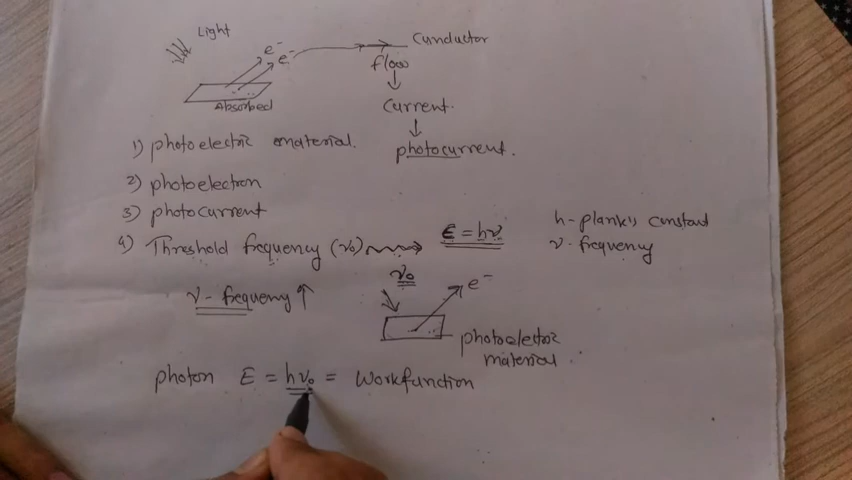 Light
e⁻
e⁻
Conductor
flow
Absorbed
Current.
1) photoelectric material.
photocurrent.
2) photoelectron
3) photocurrent
4) Threshold frequency (ν₀)
E = hν
h - plank's constant
ν - frequency
ν - frequency ↑
ν₀
e⁻
photoelectric
material
photon E = hν₀ = Workfunction